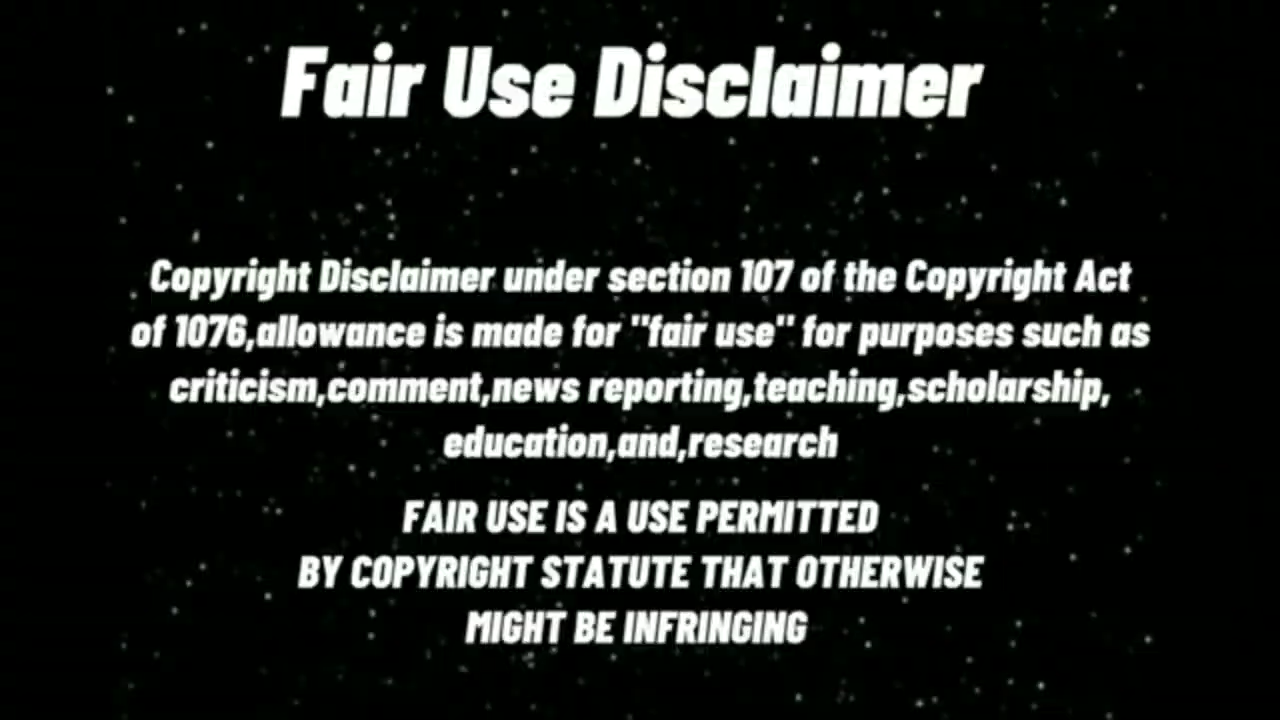 Fair Use Disclaimer
Copyright Disclaimer under section 107 of the Copyright Act
of 1076,allowance is made for "fair use" for purposes such as
criticism,comment,news reporting,teaching,scholarship,
education,and,research
FAIR USE IS A USE PERMITTED
BY COPYRIGHT STATUTE THAT OTHERWISE
MIGHT BE INFRINGING